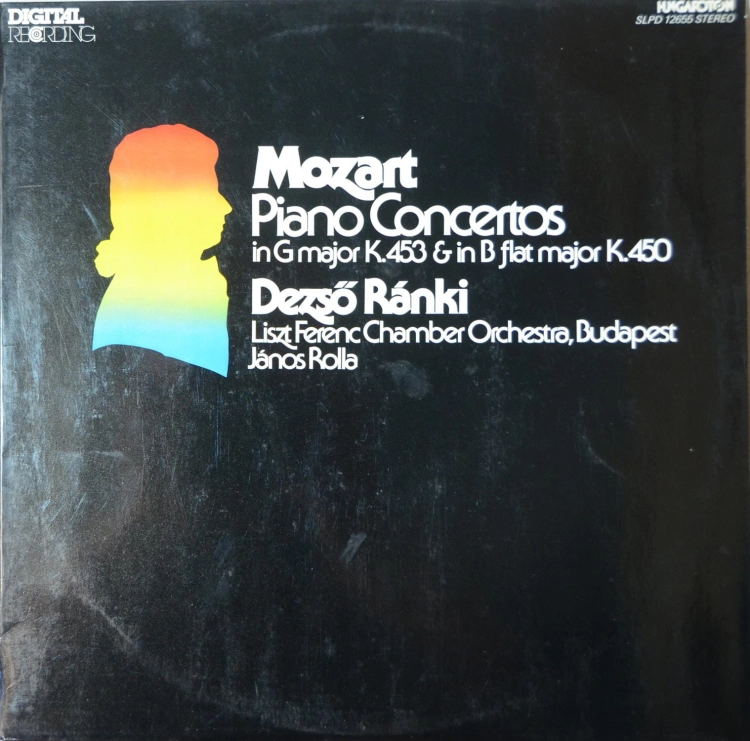 DIGITAL
RECORDING
HUNGAROTON
SLPD 12655 STEREO
Mozart
Piano Concertos
in G major K.453 & in B flat major K.450
Dezső Ránki
Liszt Ferenc Chamber Orchestra, Budapest
János Rolla